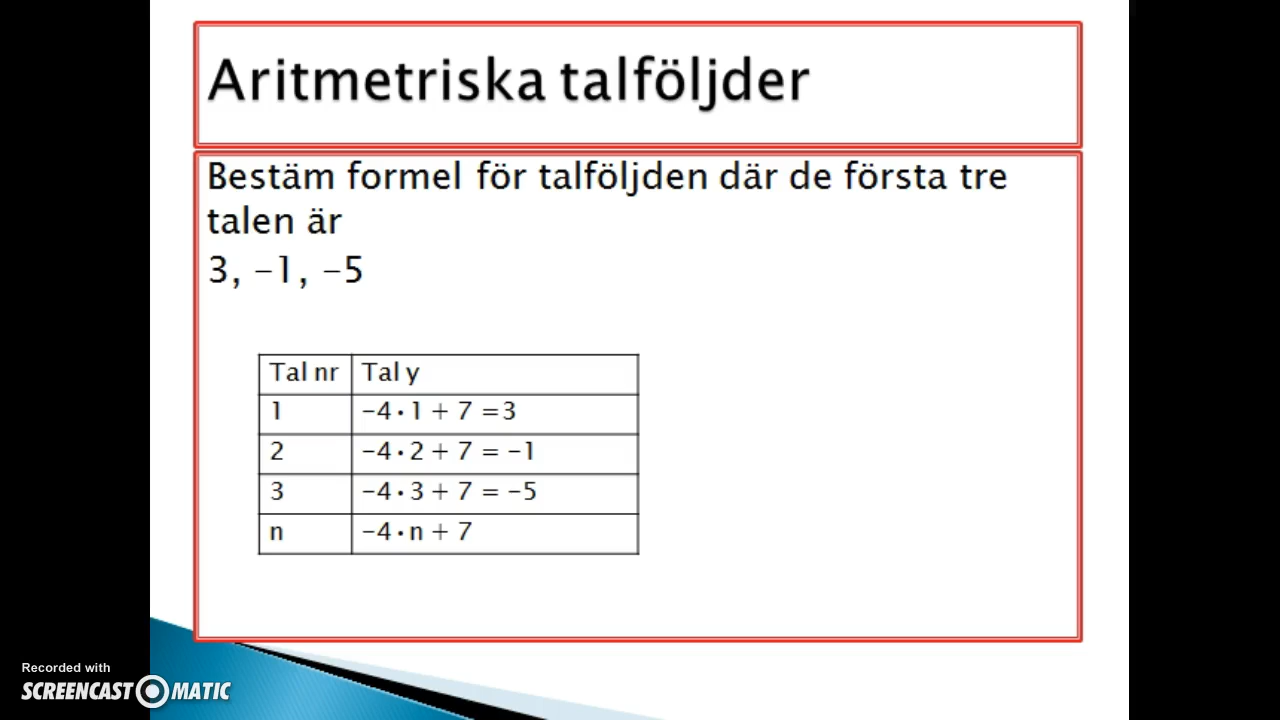 Aritmetriska talföljder
Bestäm formel för talföljden där de första tre
talen är
3, -1, -5
Tal nr Tal y
1 -4·1 + 7 =3
2 -4·2 + 7 = -1
3 -4·3 + 7 = -5
n -4·n + 7
Recorded with
SCREENCAST O MATIC